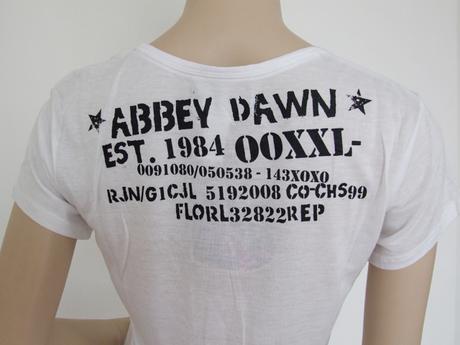 ABBEY DAWN
EST. 1984 OOXXL-
0091080/050538 - 143XOXO
RJN/G1CJL 5192008 CO-CHS99
FLORL32822REP